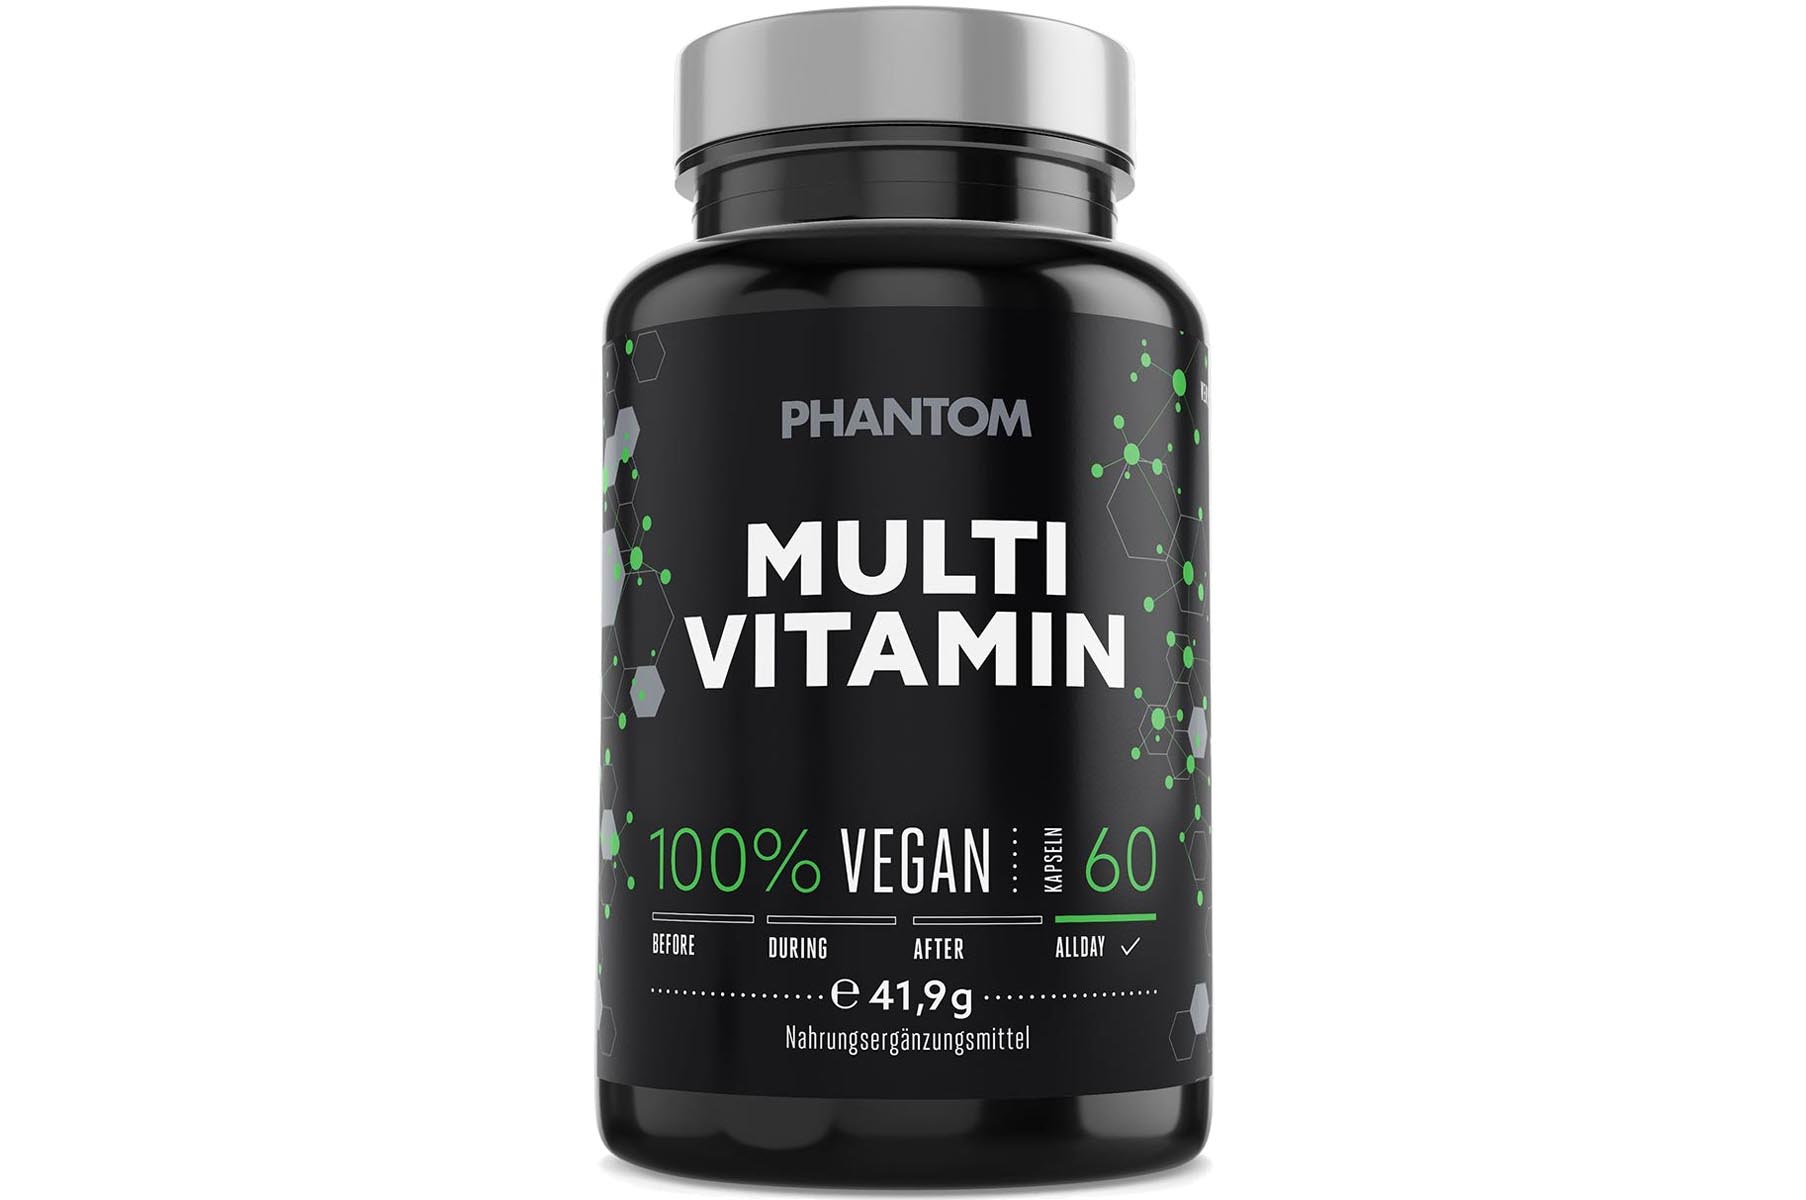 PHANTOM
MULTI
VITAMIN
100% VEGAN KAPSELN 60
BEFORE DURING AFTER ALLDAY ✓
℮ 41,9g
Nahrungsergänzungsmittel